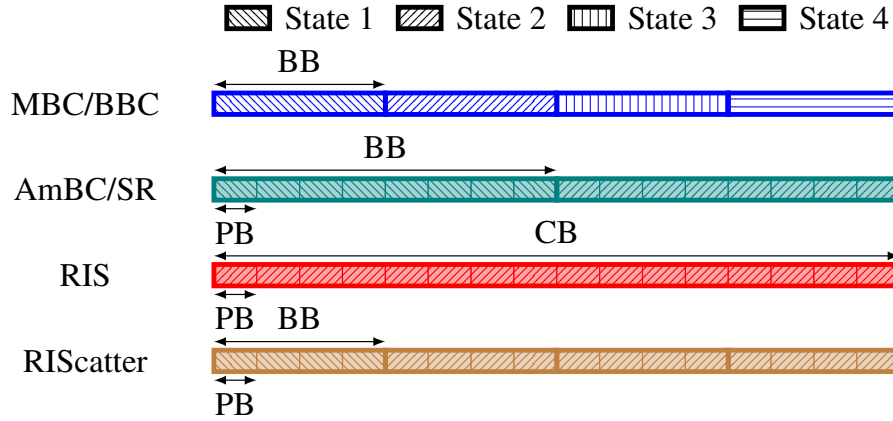 State 1 State 2 State 3 State 4
BB
MBC/BBC
BB
AmBC/SR
PB
CB
RIS
PB BB
RIScatter
PB